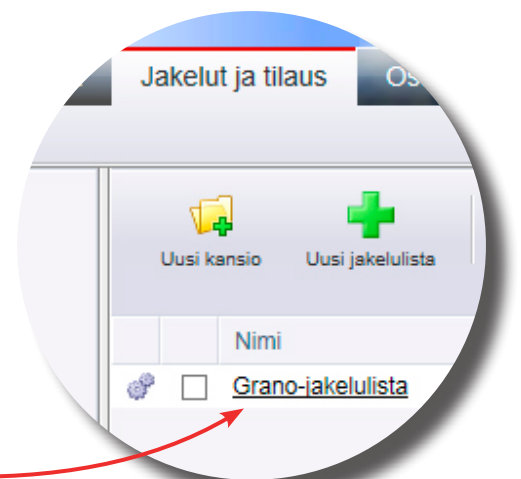 Jakelut ja tilaus
Uusi kansio Uusi jakelulista
Nimi
Grano-jakelulista